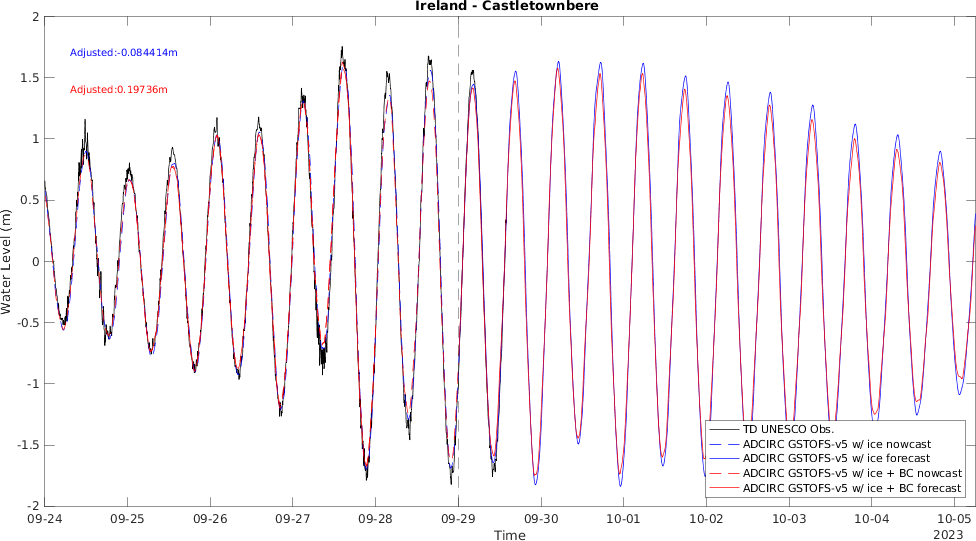 Ireland - Castletownbere
2
Adjusted:-0.084414m
1.5
Adjusted:0.19736m
1
0.5
0
-0.5
-1
-1.5
-2
Water Level (m)
TD UNESCO Obs.
ADCIRC GSTOFS-v5 w/ ice nowcast
ADCIRC GSTOFS-v5 w/ ice forecast
ADCIRC GSTOFS-v5 w/ ice + BC nowcast
ADCIRC GSTOFS-v5 w/ ice + BC forecast
09-24 09-25 09-26 09-27 09-28 09-29 09-30 10-01 10-02 10-03 10-04 10-05
Time
2023